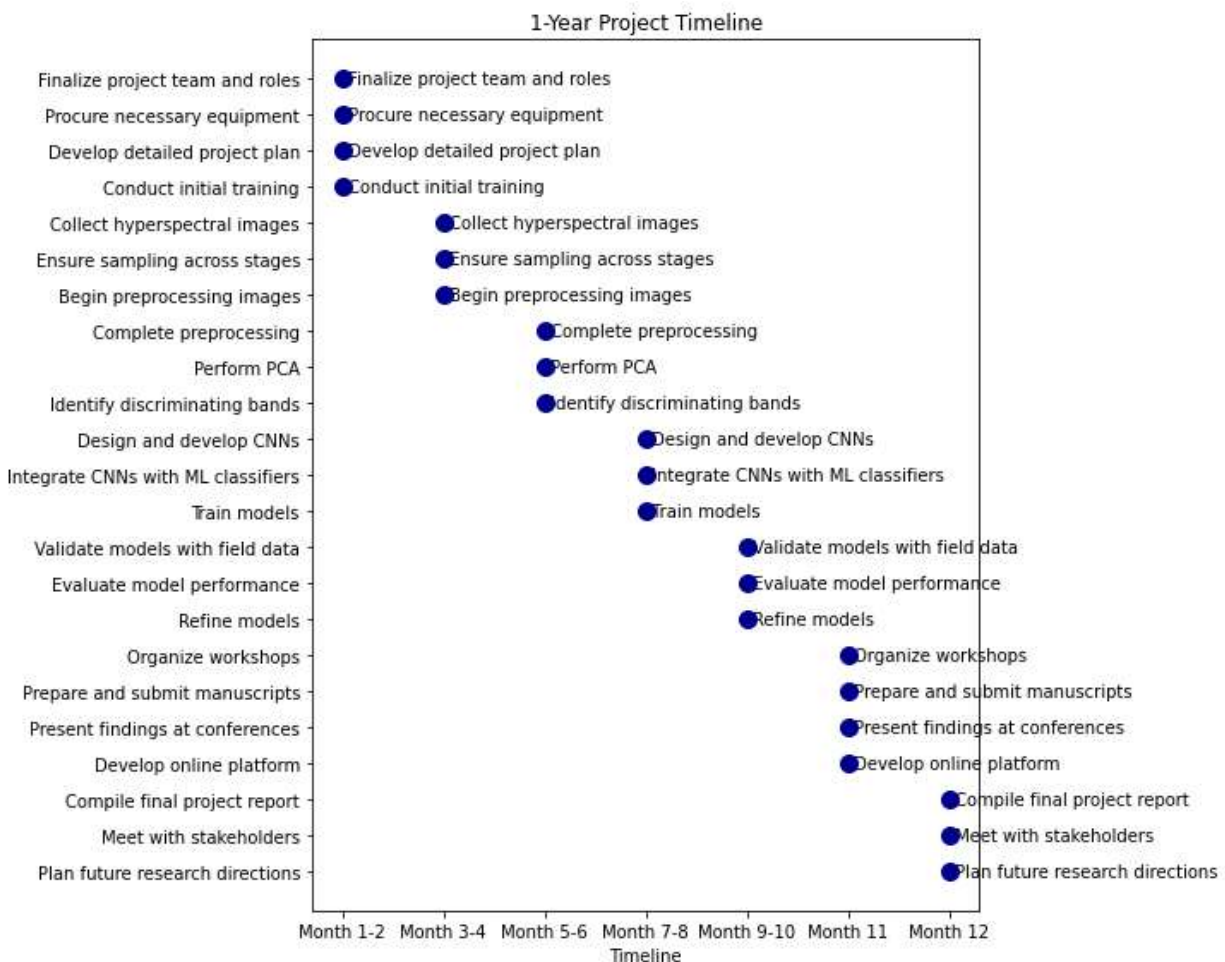 1-Year Project Timeline
Finalize project team and roles Finalize project team and roles
Procure necessary equipment Procure necessary equipment
Develop detailed project plan Develop detailed project plan
Conduct initial training Conduct initial training
Collect hyperspectral images Collect hyperspectral images
Ensure sampling across stages Ensure sampling across stages
Begin preprocessing images Begin preprocessing images
Complete preprocessing Complete preprocessing
Perform PCA Perform PCA
Identify discriminating bands Identify discriminating bands
Design and develop CNNs Design and develop CNNs
Integrate CNNs with ML classifiers Integrate CNNs with ML classifiers
Train models Train models
Validate models with field data Validate models with field data
Evaluate model performance Evaluate model performance
Refine models Refine models
Organize workshops Organize workshops
Prepare and submit manuscripts Prepare and submit manuscripts
Present findings at conferences Present findings at conferences
Develop online platform Develop online platform
Compile final project report Compile final project report
Meet with stakeholders Meet with stakeholders
Plan future research directions Plan future research directions
Month 1-2 Month 3-4 Month 5-6 Month 7-8 Month 9-10 Month 11 Month 12
Timeline